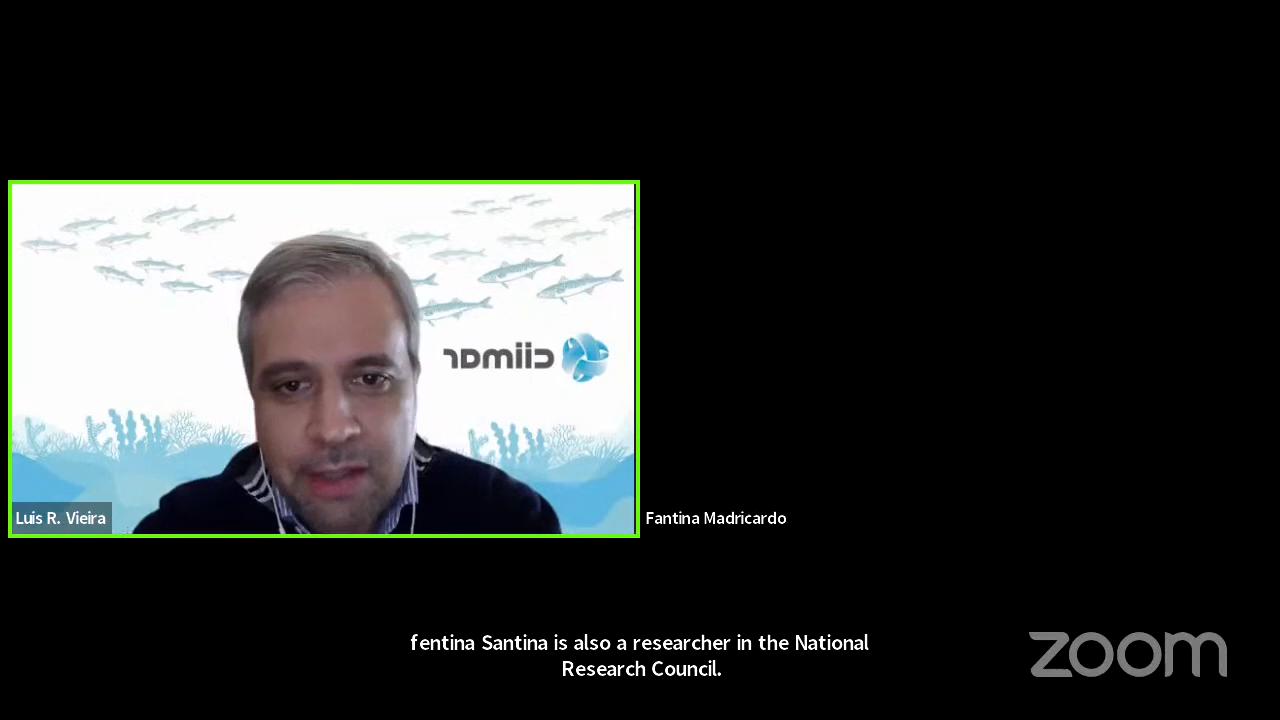 ciimar
Luis R. Vieira
Fantina Madricardo
fentina Santina is also a researcher in the National
Research Council.
zoom